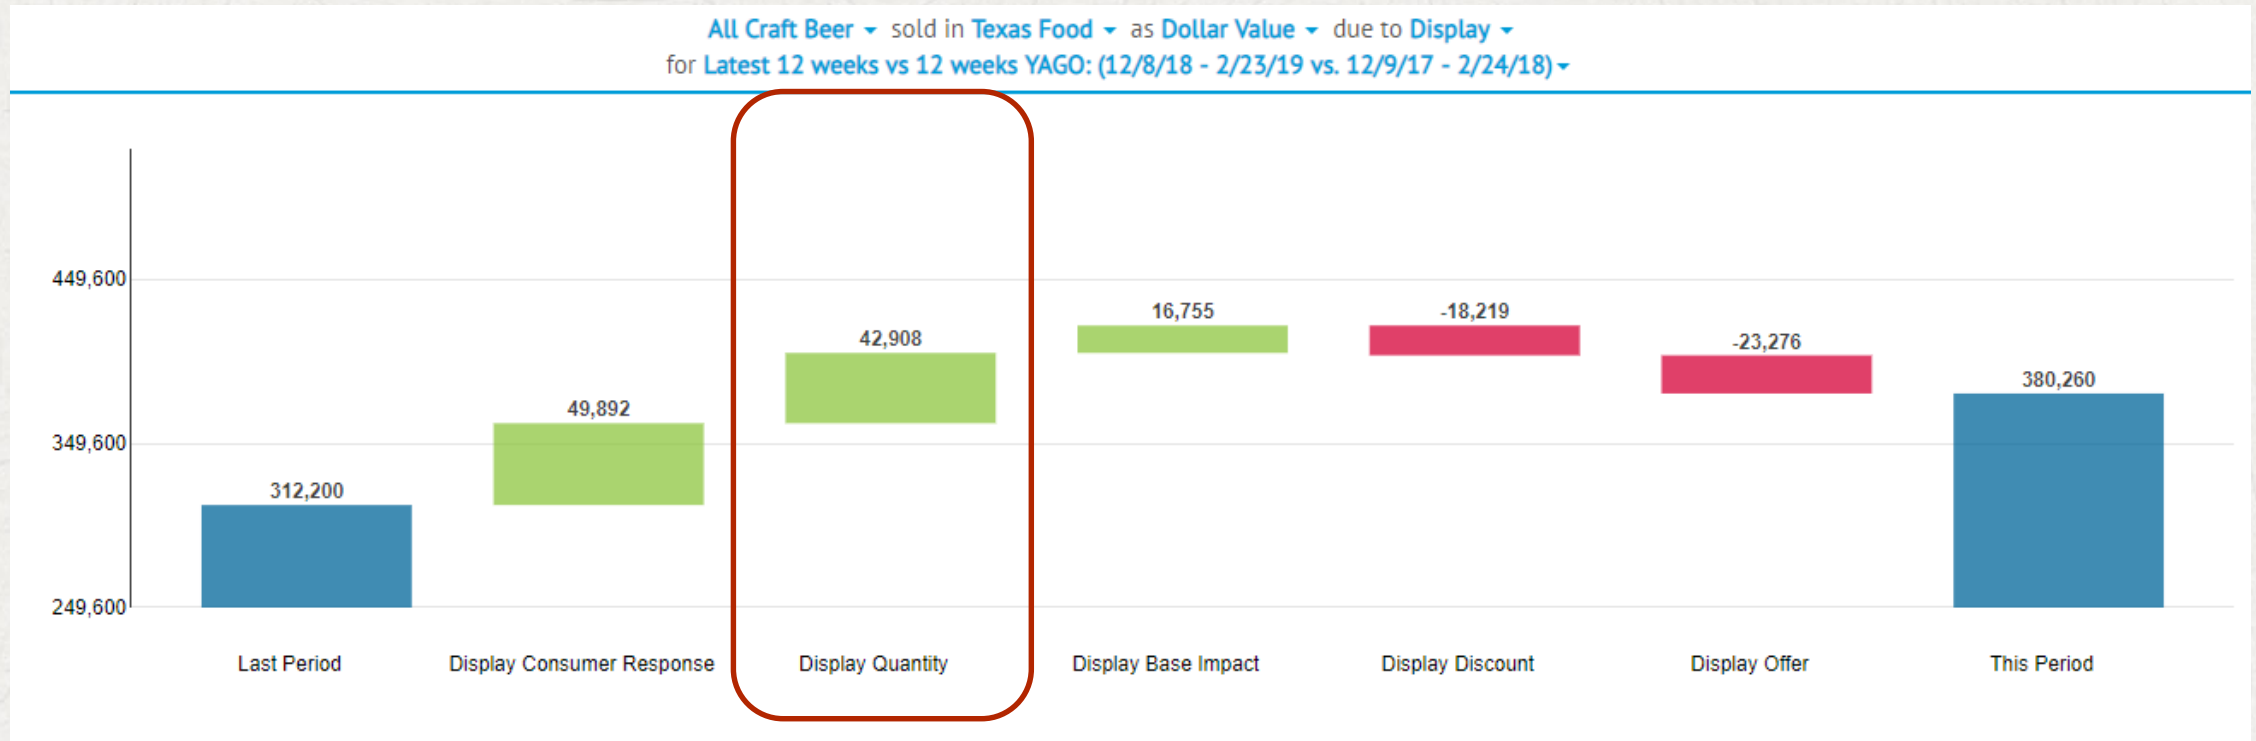 All Craft Beer sold in Texas Food as Dollar Value due to Display
for Latest 12 weeks vs 12 weeks YAGO: (12/8/18 - 2/23/19 vs. 12/9/17 - 2/24/18)
449,600
349,600
249,600
312,200
49,892
42,908
16,755
-18,219
-23,276
380,260
Last Period
Display Consumer Response
Display Quantity
Display Base Impact
Display Discount
Display Offer
This Period